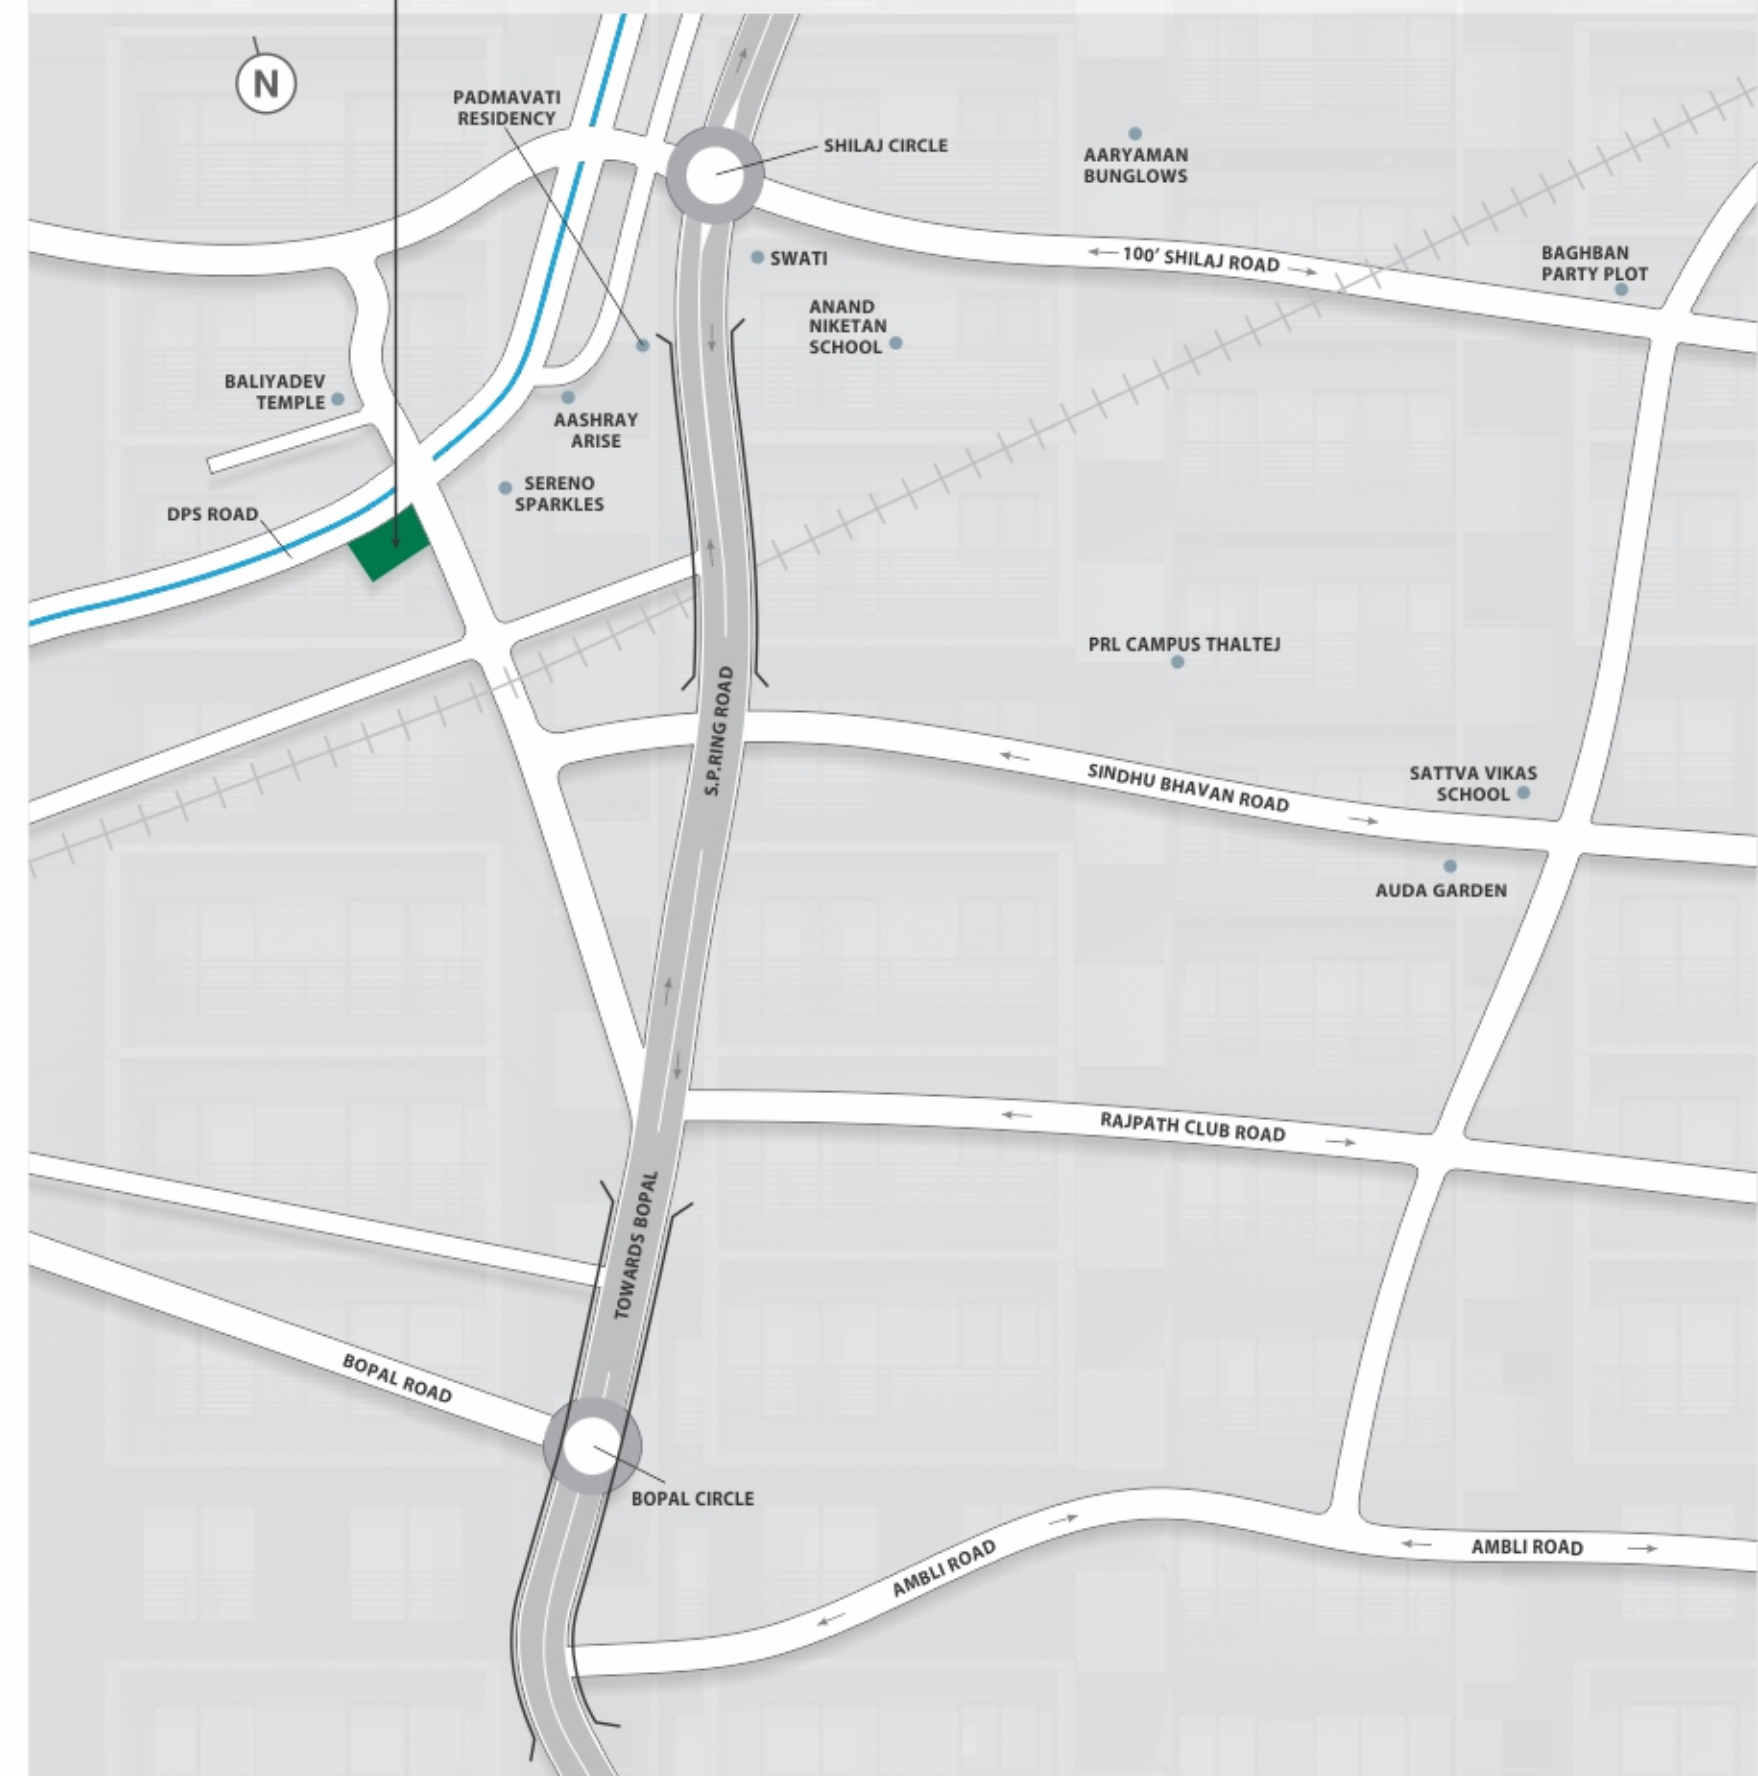 N
PADMAVATI
RESIDENCY
SHILAJ CIRCLE
AARYAMAN
BUNGLOWS
SWATI
100' SHILAJ ROAD
BAGHBAN
PARTY PLOT
ANAND
NIKETAN
SCHOOL
BALIYADEV
TEMPLE
AASHRAY
ARISE
SERENO
SPARKLES
DPS ROAD
PRL CAMPUS THALTEJ
S.P.RING ROAD
SINDHU BHAVAN ROAD
SATTVA VIKAS
SCHOOL
AUDA GARDEN
RAJPATH CLUB ROAD
TOWARDS BOPAL
BOPAL ROAD
BOPAL CIRCLE
AMBLI ROAD
AMBLI ROAD